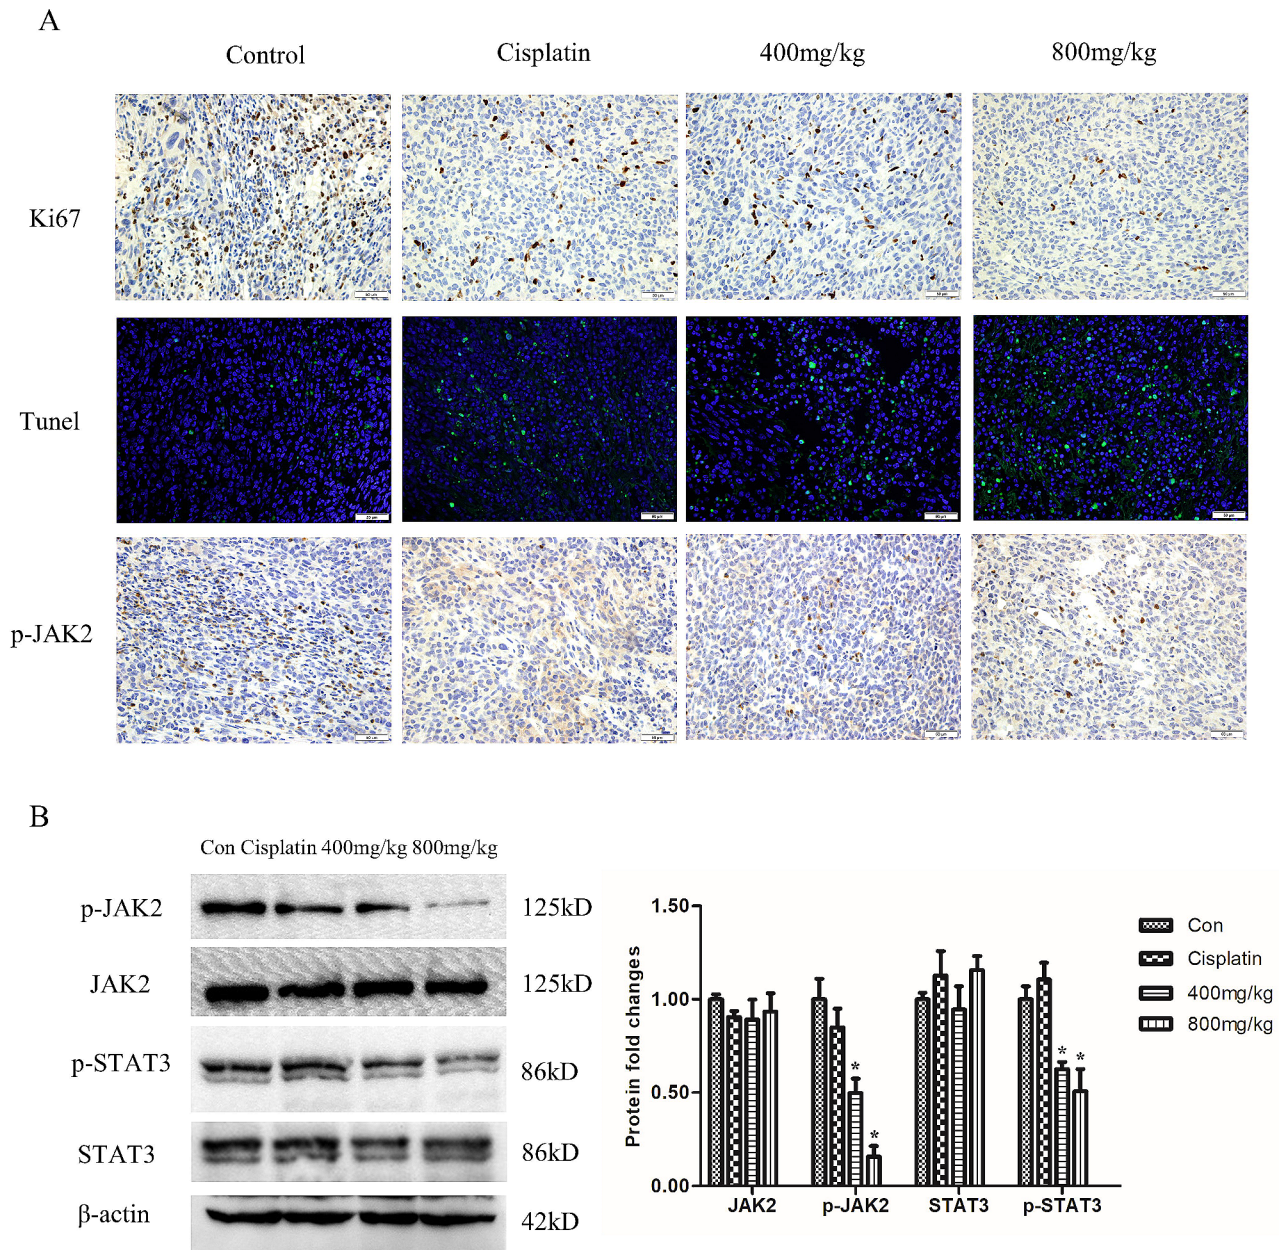 A
Control Cisplatin 400mg/kg 800mg/kg
Ki67
Tunel
p-JAK2
B
Con Cisplatin 400mg/kg 800mg/kg
p-JAK2 125kD
JAK2 125kD
p-STAT3 86kD
STAT3 86kD
β-actin 42kD
Protein fold changes
1.50
1.00
0.50
0.00
* * * *
JAK2 p-JAK2 STAT3 p-STAT3
Con
Cisplatin
400mg/kg
800mg/kg